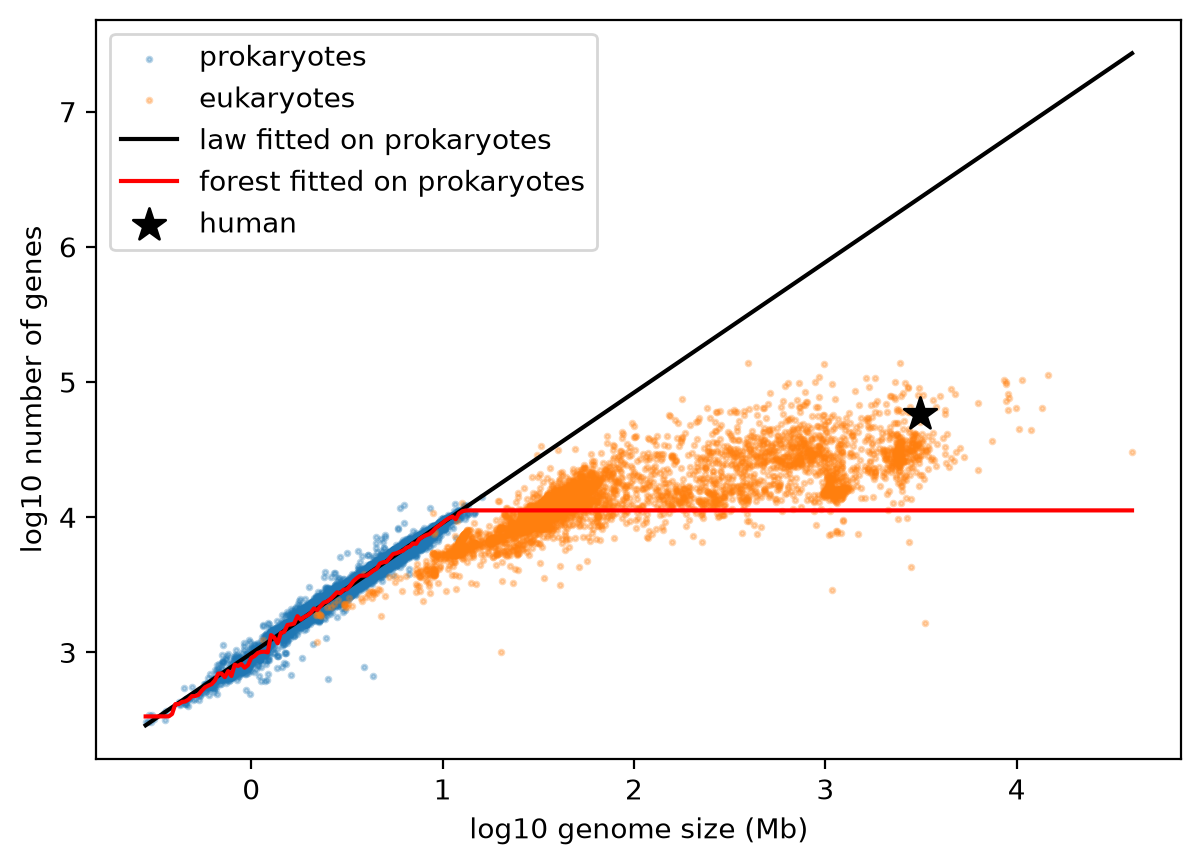 prokaryotes
eukaryotes
law fitted on prokaryotes
forest fitted on prokaryotes
human
7
6
5
4
3
log10 number of genes
0 1 2 3 4
log10 genome size (Mb)